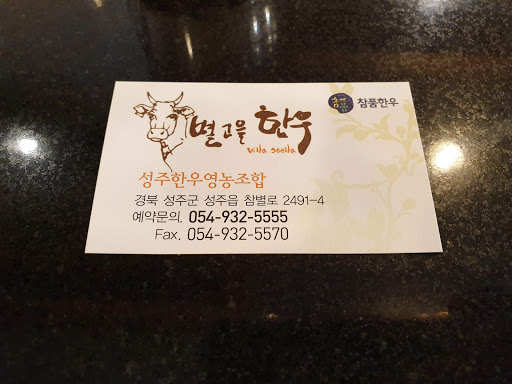 참품한우
별고을 한우
Villa Stella
성주한우영농조합
경북 성주군 성주읍 참별로 2491-4
예약문의. 054-932-5555
Fax. 054-932-5570